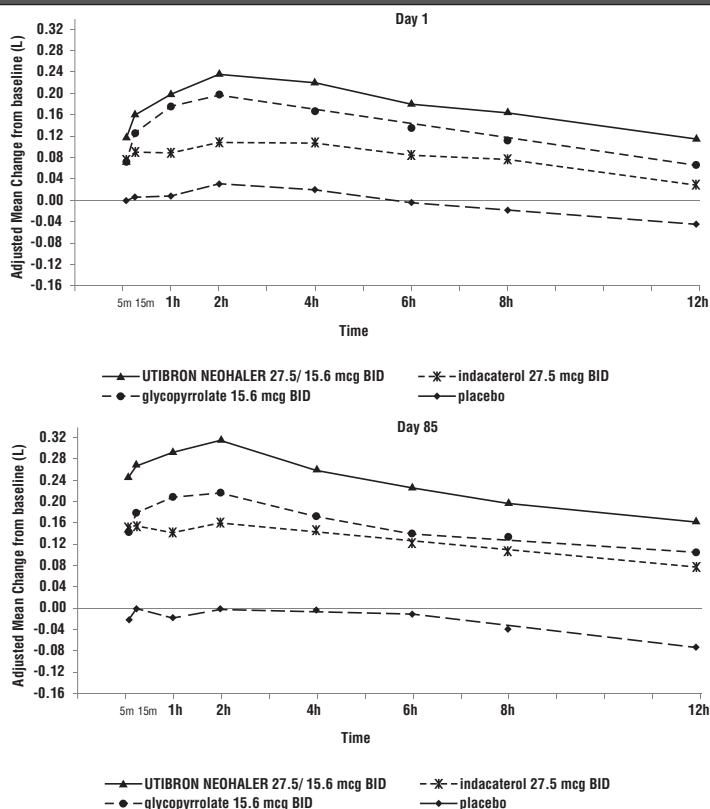 Day 1
Adjusted Mean Change from baseline (L)
0.32
0.28
0.24
0.20
0.16
0.12
0.08
0.04
0.00
-0.04
-0.08
-0.12
-0.16
5m 15m 1h 2h 4h 6h 8h 12h
Time
UTIBRON NEOHALER 27.5/ 15.6 mcg BID indacaterol 27.5 mcg BID
glycopyrrolate 15.6 mcg BID placebo
Day 85
Adjusted Mean Change from baseline (L)
0.32
0.28
0.24
0.20
0.16
0.12
0.08
0.04
0.00
-0.04
-0.08
-0.12
-0.16
5m 15m 1h 2h 4h 6h 8h 12h
Time
UTIBRON NEOHALER 27.5/ 15.6 mcg BID indacaterol 27.5 mcg BID
glycopyrrolate 15.6 mcg BID placebo